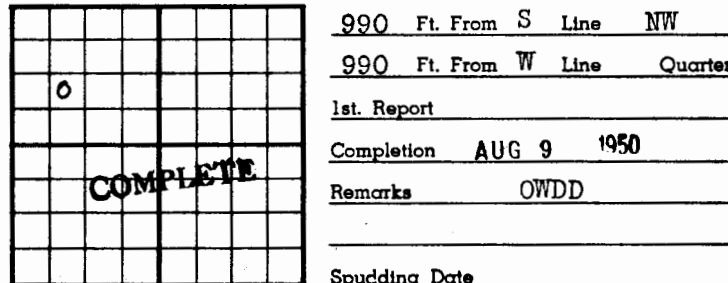 990 Ft. From S Line NW
990 Ft. From W Line Quarter
1st. Report
Completion AUG 9 1950
COMPLETE
Remarks OWDD
Spudding Date